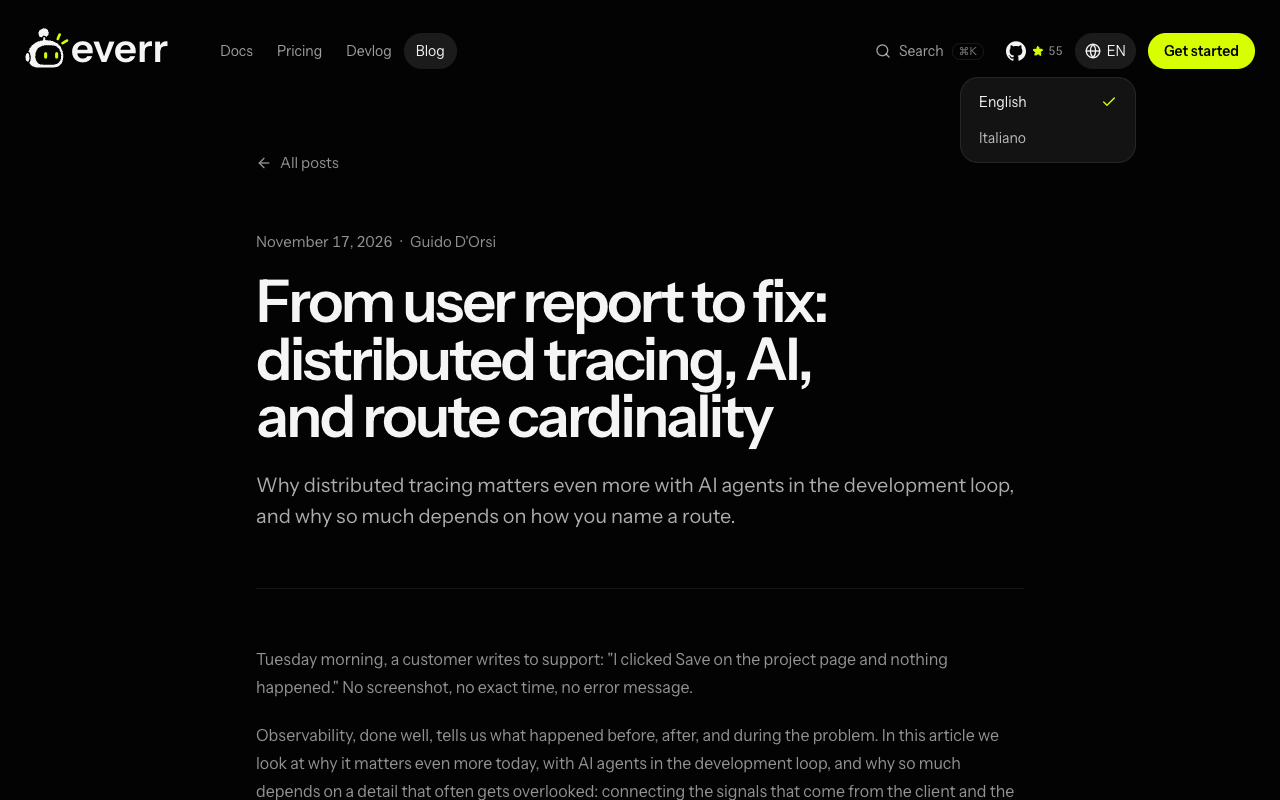 everr
Docs
Pricing
Devlog
Blog
Search
⌘K
55
EN
Get started
English
Italiano
All posts
November 17, 2026 · Guido D'Orsi
From user report to fix:
distributed tracing, AI,
and route cardinality
Why distributed tracing matters even more with AI agents in the development loop,
and why so much depends on how you name a route.
Tuesday morning, a customer writes to support: "I clicked Save on the project page and nothing
happened." No screenshot, no exact time, no error message.
Observability, done well, tells us what happened before, after, and during the problem. In this article we
look at why it matters even more today, with AI agents in the development loop, and why so much
depends on a detail that often gets overlooked: connecting the signals that come from the client and the